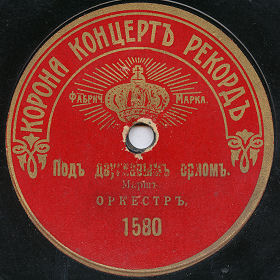 КОРОНА КОНЦЕРТЪ РЕКОРДЪ
ФАБРИЧ. МАРКА.
Подъ двуглавымъ орломъ.
Маршъ
ОРКЕСТРЪ,
1580